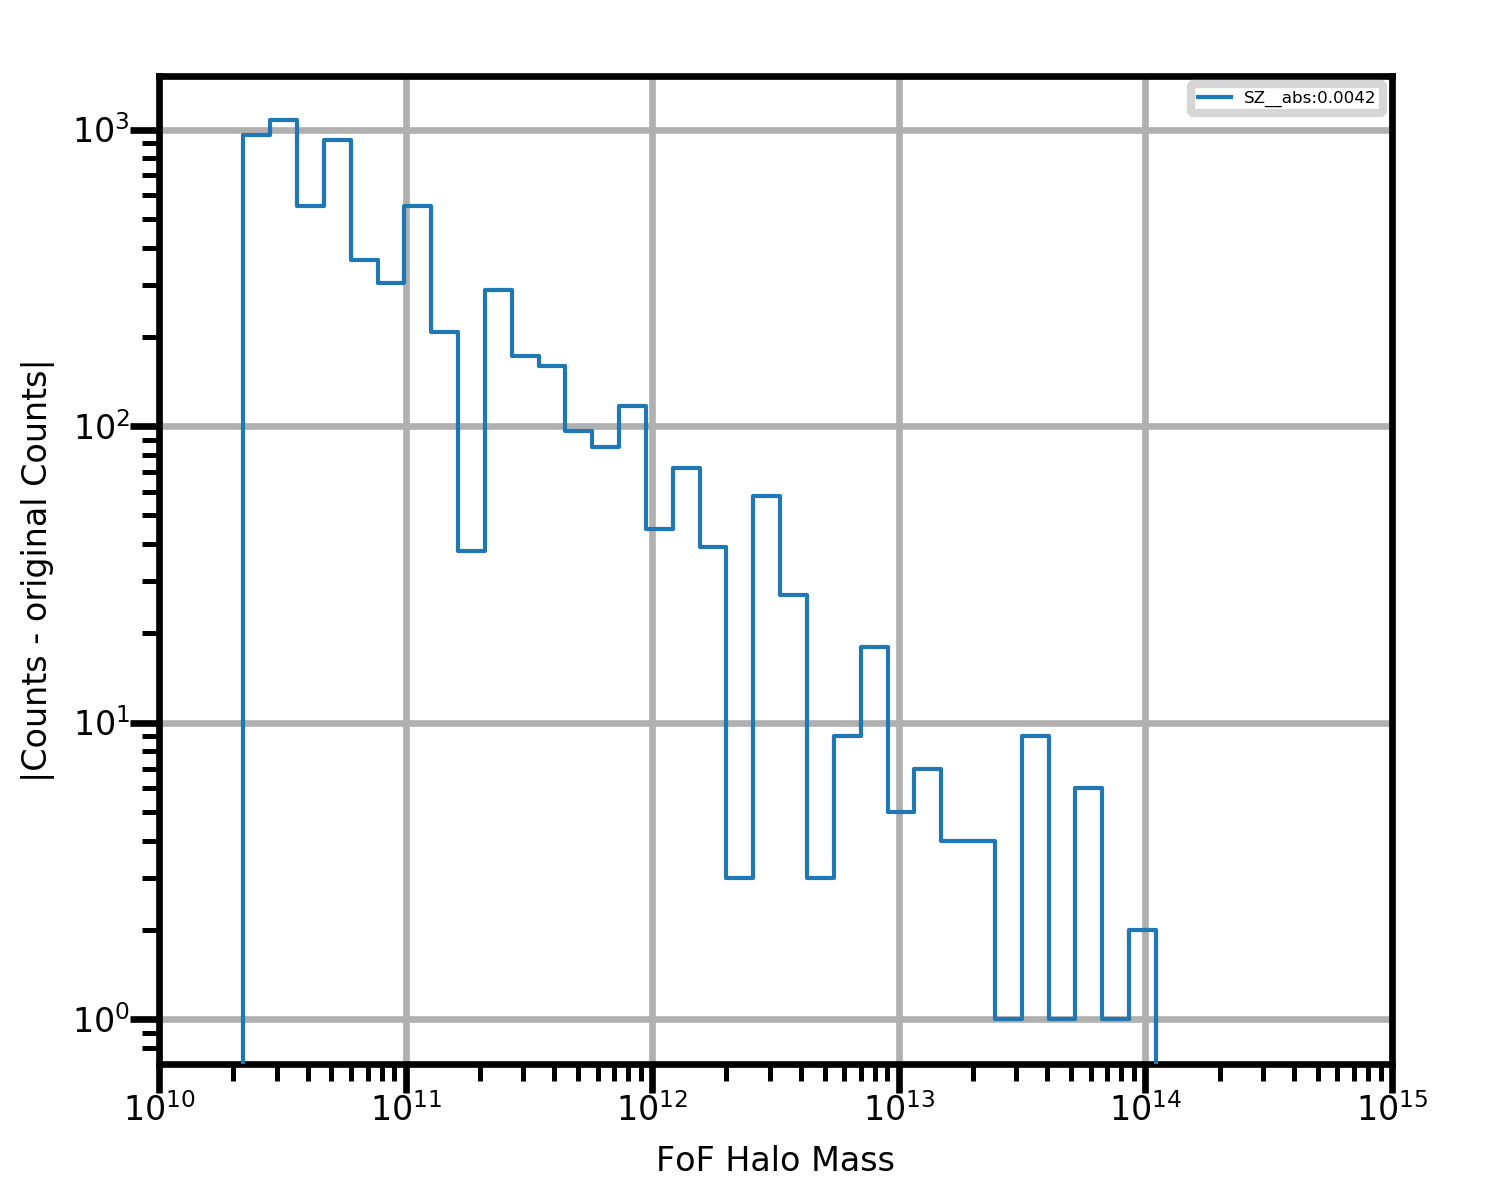 SZ__abs:0.0042
10³
10²
10¹
10⁰
|Counts - original Counts|
10¹⁰ 10¹¹ 10¹² 10¹³ 10¹⁴ 10¹⁵
FoF Halo Mass